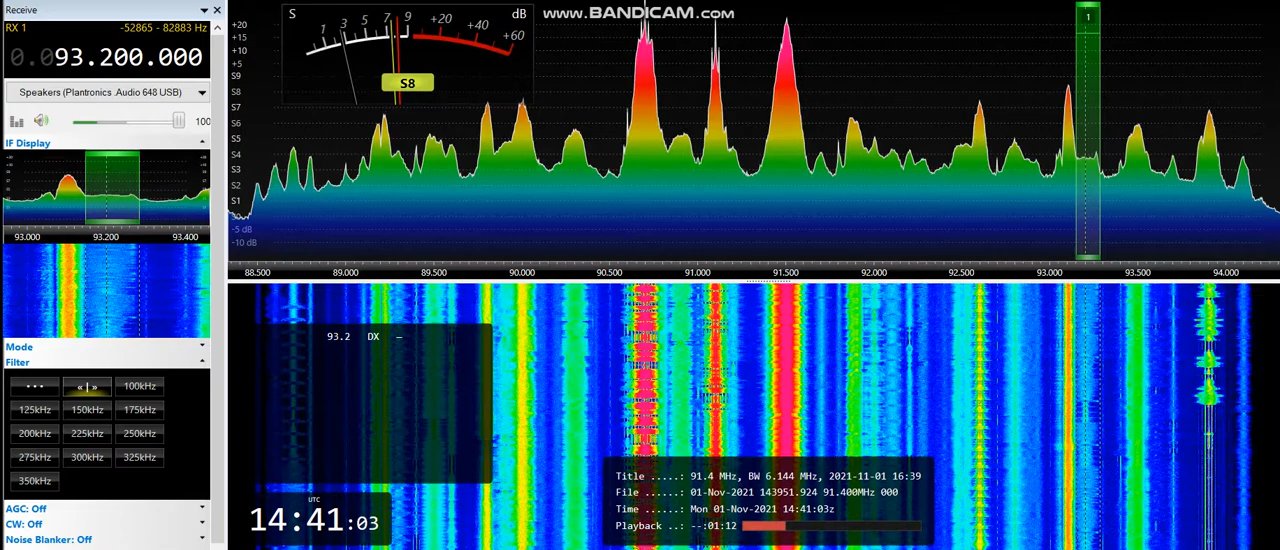 Receive
RX 1 -52865 - 82883 Hz
0.093.200.000
Speakers (Plantronics .Audio 648 USB)
100
IF Display
93.000 93.200 93.400
Mode
Filter
... «|» 100kHz
125kHz 150kHz 175kHz
200kHz 225kHz 250kHz
275kHz 300kHz 325kHz
350kHz
AGC: Off
CW: Off
Noise Blanker: Off
www.BANDICAM.com
S dB
1 3 5 7 9 +20 +40 +60
S8
1
+20
+15
+10
S9
S8
S7
S6
S5
S4
S3
S2
S1
-5 dB
-10 dB
88.500 89.000 89.500 90.000 90.500 91.000 91.500 92.000 92.500 93.000 93.500 94.000
93.2 DX —
Title .....: 91.4 MHz, BW 6.144 MHz, 2021-11-01 16:39
File ......: 01-Nov-2021 143951.924 91.400MHz 000
Time ......: Mon 01-Nov-2021 14:41:03z
Playback ..: --:01:12
UTC
14:41:03